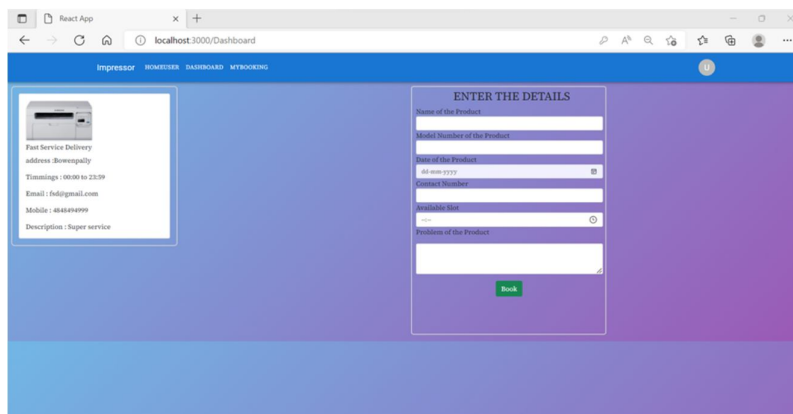 React App
localhost:3000/Dashboard
Impressor HOMEUSER DASHBOARD MYBOOKING
U
Fast Service Delivery
address :Bowenpally
Timmings : 00:00 to 23:59
Email : fsd@gmail.com
Mobile : 4848494999
Description : Super service
ENTER THE DETAILS
Name of the Product
Model Number of the Product
Date of the Product
dd-mm-yyyy
Contact Number
Available Slot
--:--
Problem of the Product
Book